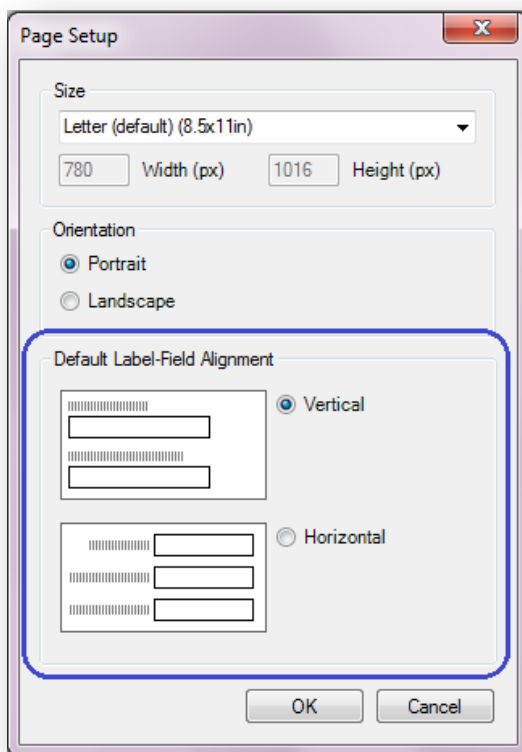 Page Setup
Size
Letter (default) (8.5x11in)
780 Width (px) 1016 Height (px)
Orientation
Portrait
Landscape
Default Label-Field Alignment
Vertical
Horizontal
OK Cancel